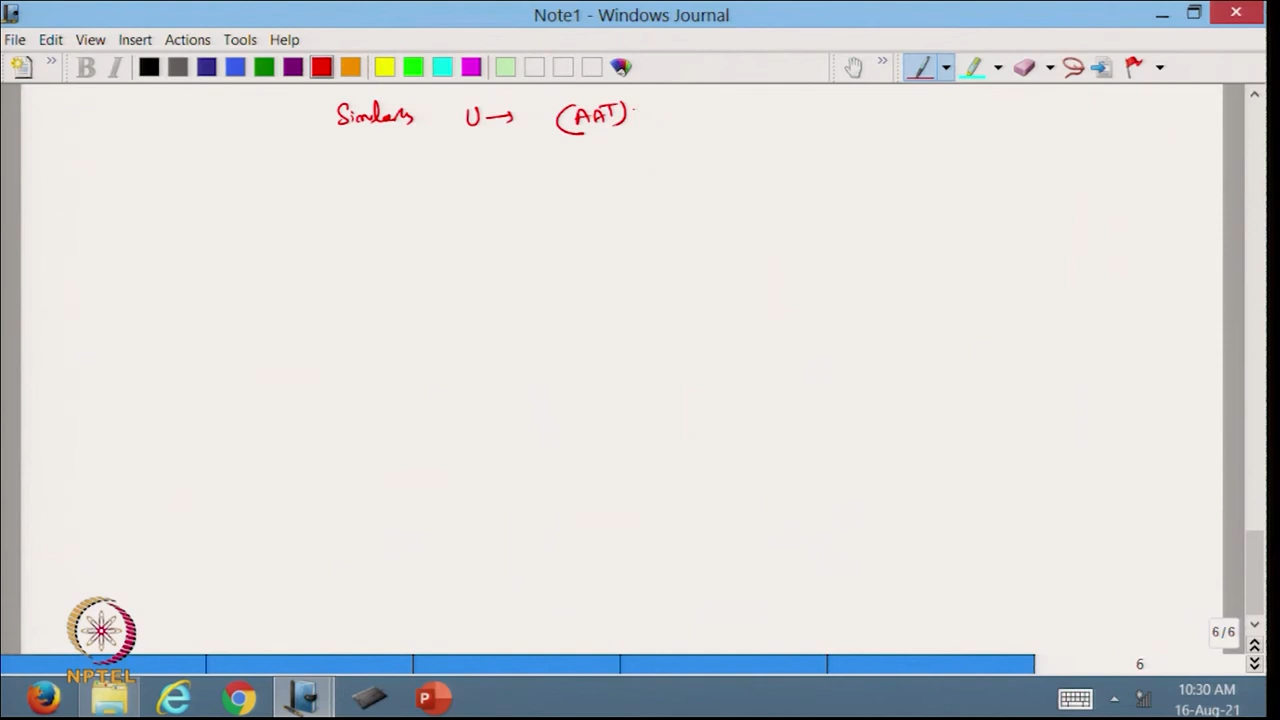 Note1 - Windows Journal
File Edit View Insert Actions Tools Help
B I
Similarly U → (AAT)
6/6
6
NPTEL
10:30 AM
16-Aug-21